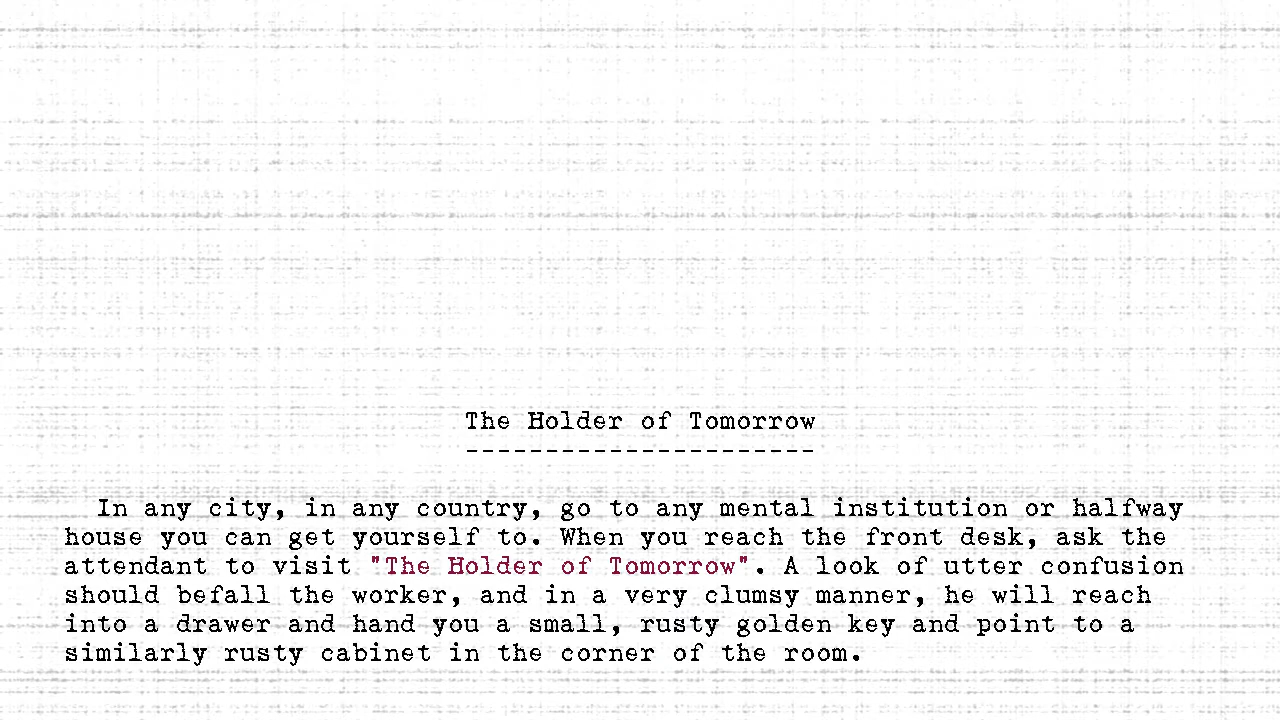 The Holder of Tomorrow
----------------------
In any city, in any country, go to any mental institution or halfway
house you can get yourself to. When you reach the front desk, ask the
attendant to visit "The Holder of Tomorrow". A look of utter confusion
should befall the worker, and in a very clumsy manner, he will reach
into a drawer and hand you a small, rusty golden key and point to a
similarly rusty cabinet in the corner of the room.